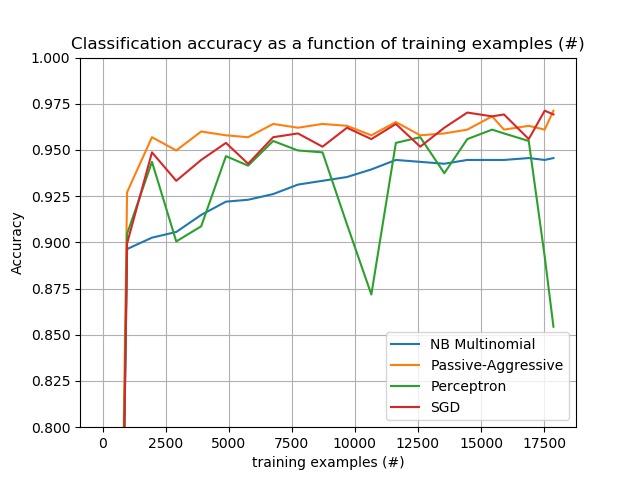 Classification accuracy as a function of training examples (#)
1.000
0.975
0.950
0.925
0.900
0.875
0.850
0.825
0.800
Accuracy
NB Multinomial
Passive-Aggressive
Perceptron
SGD
0 2500 5000 7500 10000 12500 15000 17500
training examples (#)